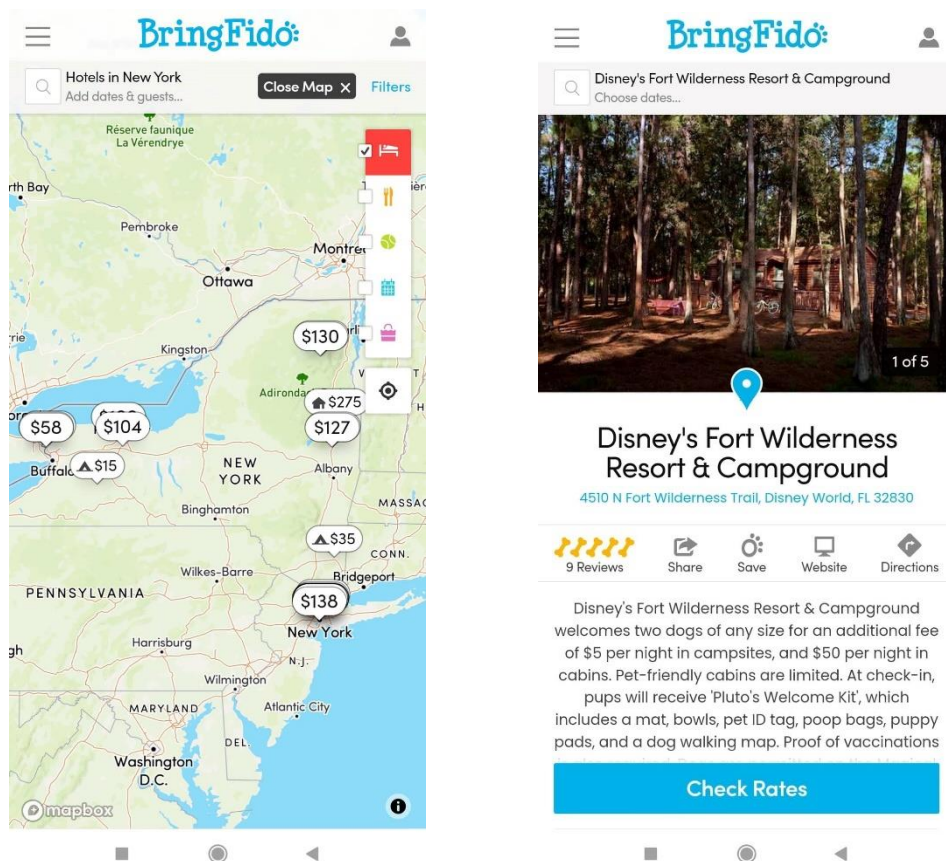 BringFido
Hotels in New York
Add dates & guests...
Close Map X
Filters
Réserve faunique
La Vérendrye
rth Bay
Pembroke
Montre
Ottawa
$130
Kingston
$275
$58
$104
$127
Buffalo
$15
NEW
YORK
Albany
Binghamton
MASSAC
$35
CONN.
Wilkes-Barre
Bridgeport
PENNSYLVANIA
$138
New York
Harrisburg
N.J.
Wilmington
MARYLAND
Atlantic City
DEL.
Washington
D.C.
mapbox
BringFido
Disney's Fort Wilderness Resort & Campground
Choose dates...
1 of 5
Disney's Fort Wilderness
Resort & Campground
4510 N Fort Wilderness Trail, Disney World, FL 32830
9 Reviews
Share
Save
Website
Directions
Disney's Fort Wilderness Resort & Campground
welcomes two dogs of any size for an additional fee
of $5 per night in campsites, and $50 per night in
cabins. Pet-friendly cabins are limited. At check-in,
pups will receive 'Pluto's Welcome Kit', which
includes a mat, bowls, pet ID tag, poop bags, puppy
pads, and a dog walking map. Proof of vaccinations
Check Rates